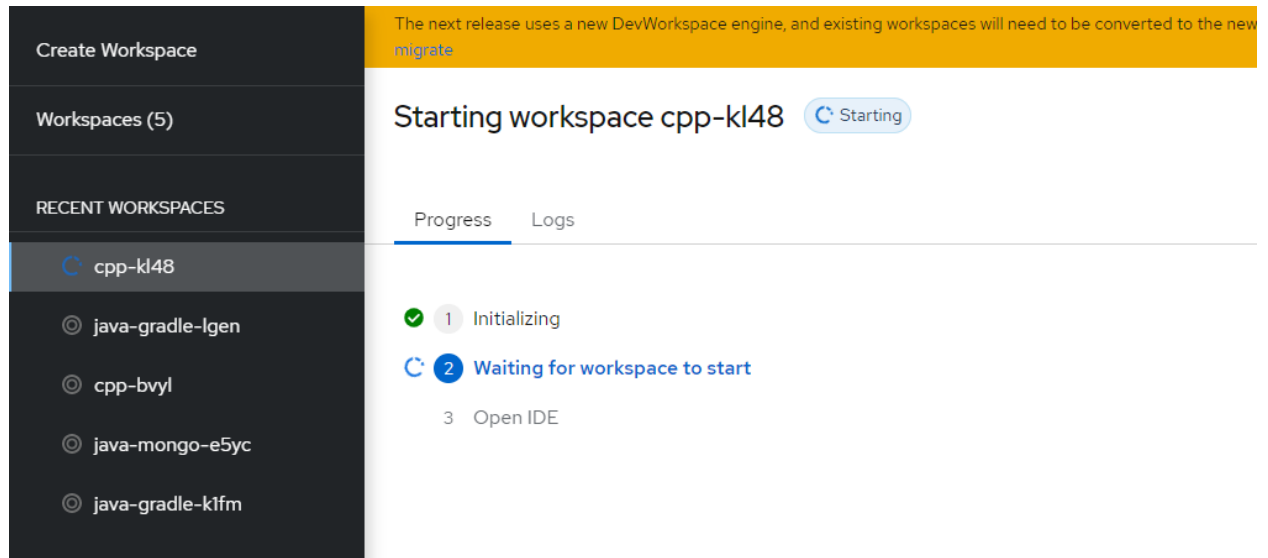 Create Workspace
Workspaces (5)
RECENT WORKSPACES
cpp-kl48
java-gradle-lgen
cpp-bvyl
java-mongo-e5yc
java-gradle-k1fm
The next release uses a new DevWorkspace engine, and existing workspaces will need to be converted to the new
migrate
Starting workspace cpp-kl48 Starting
Progress Logs
1 Initializing
2 Waiting for workspace to start
3 Open IDE